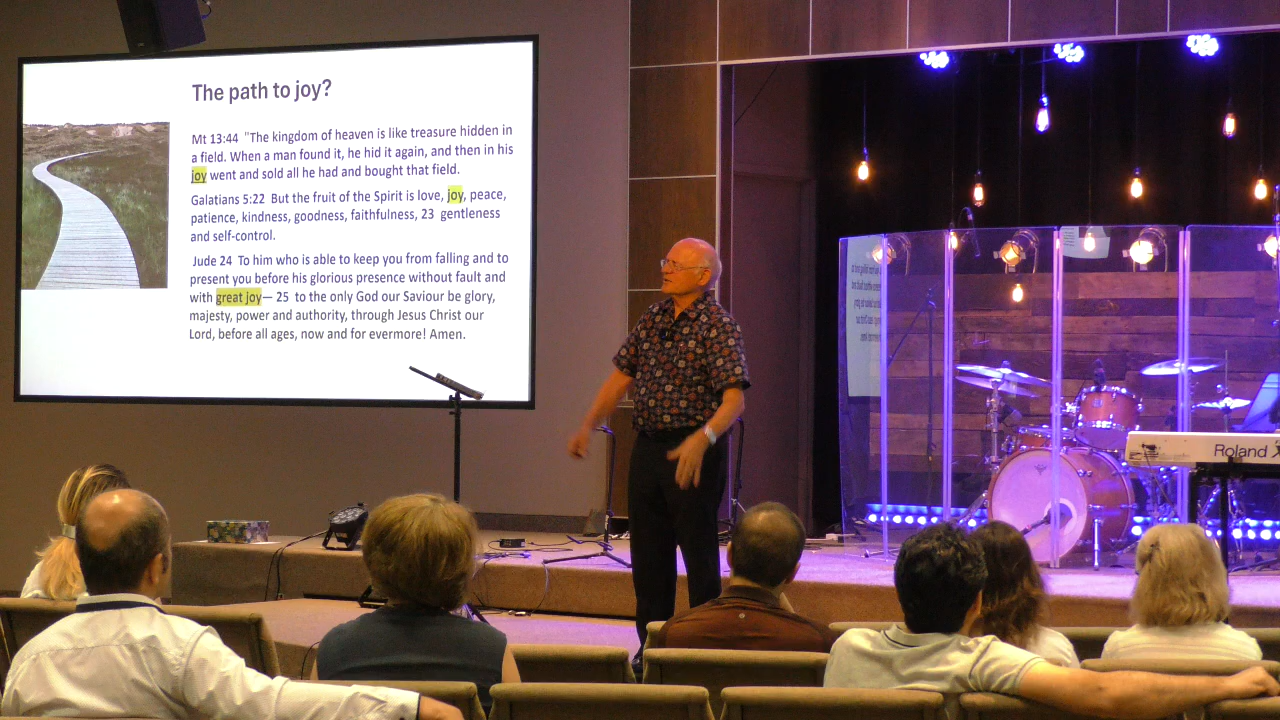 The path to joy?
Mt 13:44 "The kingdom of heaven is like treasure hidden in
a field. When a man found it, he hid it again, and then in his
joy went and sold all he had and bought that field.
Galatians 5:22 But the fruit of the Spirit is love, joy, peace,
patience, kindness, goodness, faithfulness, 23 gentleness
and self-control.
Jude 24 To him who is able to keep you from falling and to
present you before his glorious presence without fault and
with great joy— 25 to the only God our Saviour be glory,
majesty, power and authority, through Jesus Christ our
Lord, before all ages, now and for evermore! Amen.
Roland